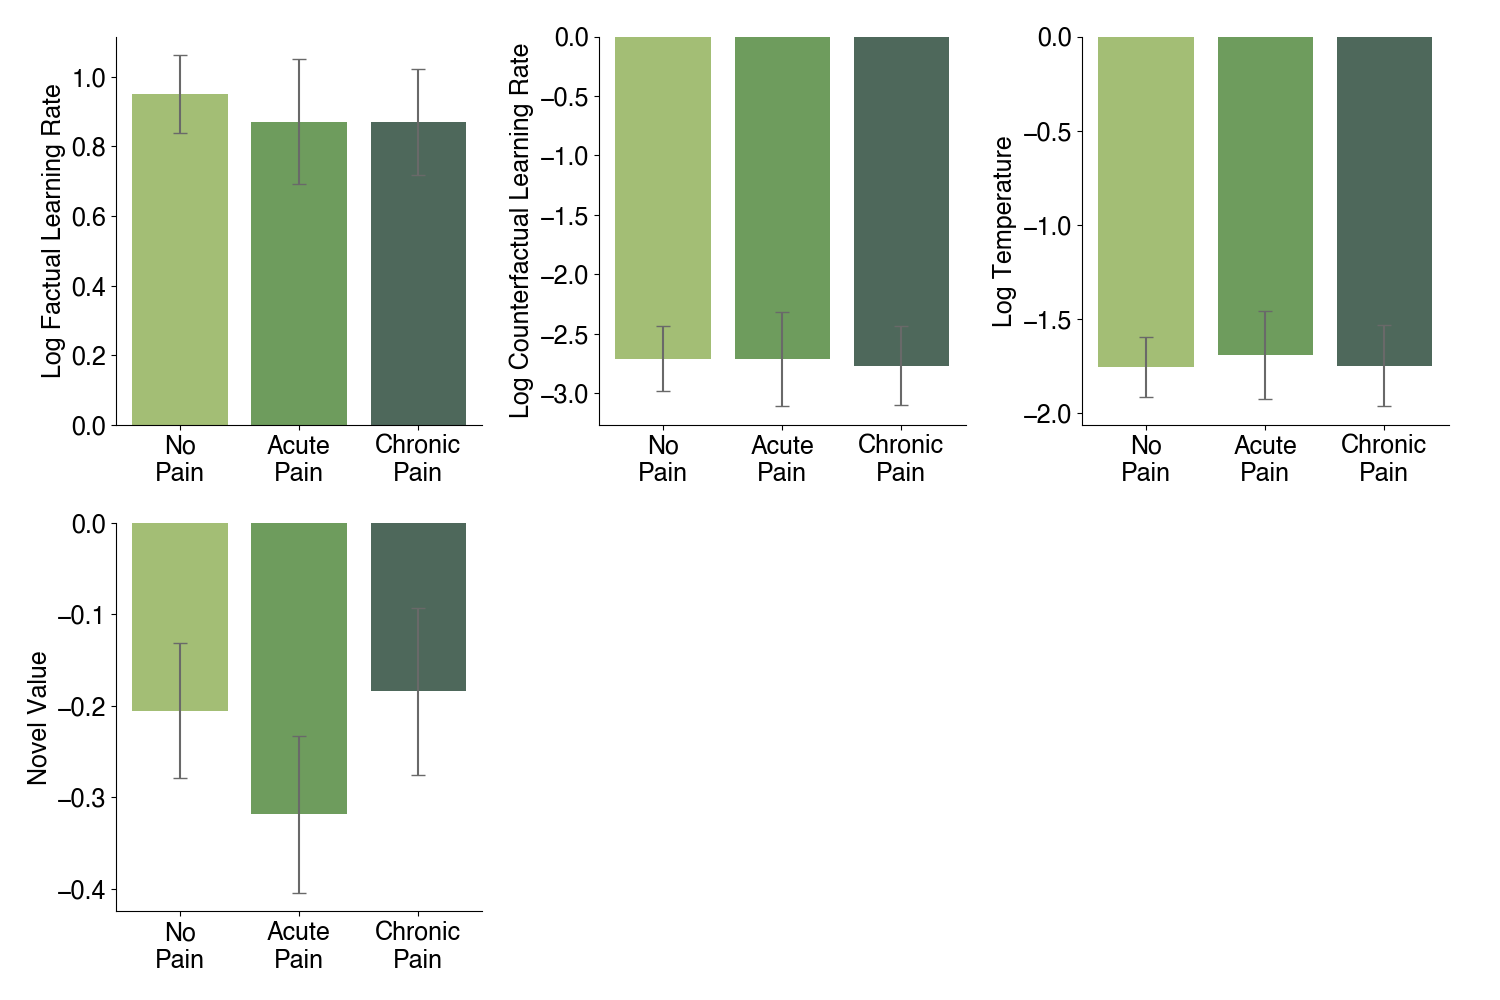 Log Factual Learning Rate
1.0
0.8
0.6
0.4
0.2
0.0
No
Pain
Acute
Pain
Chronic
Pain
Log Counterfactual Learning Rate
0.0
−0.5
−1.0
−1.5
−2.0
−2.5
−3.0
No
Pain
Acute
Pain
Chronic
Pain
Log Temperature
0.0
−0.5
−1.0
−1.5
−2.0
No
Pain
Acute
Pain
Chronic
Pain
Novel Value
0.0
−0.1
−0.2
−0.3
−0.4
No
Pain
Acute
Pain
Chronic
Pain